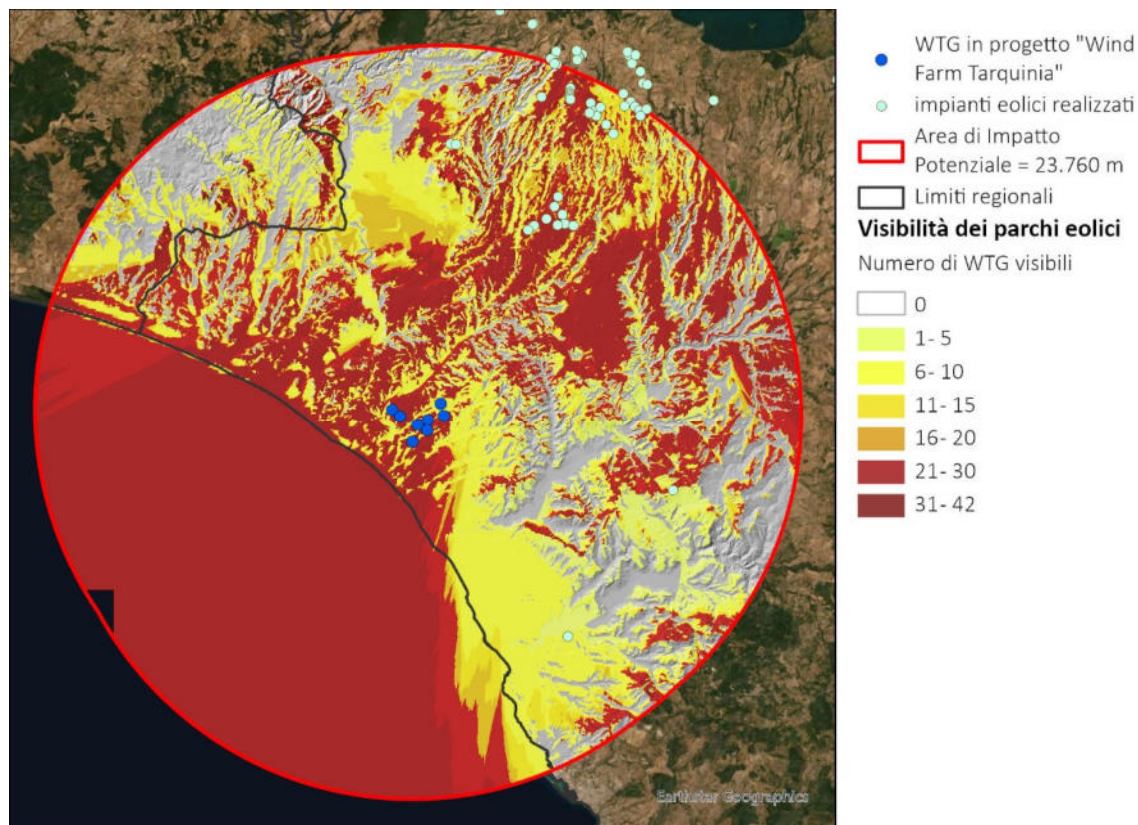 WTG in progetto "Wind
Farm Tarquinia"
impianti eolici realizzati
Area di Impatto
Potenziale = 23.760 m
Limiti regionali
Visibilità dei parchi eolici
Numero di WTG visibili
0
1- 5
6- 10
11- 15
16- 20
21- 30
31- 42
Earthstar Geographics